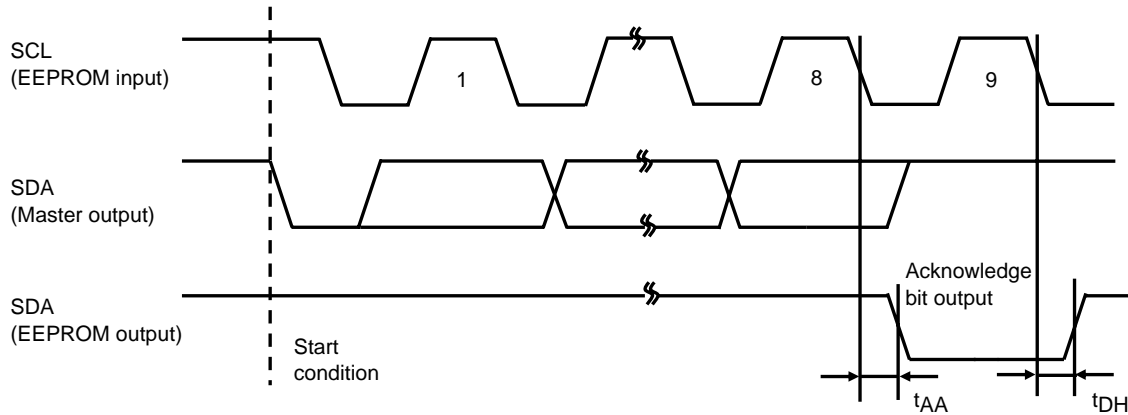 SCL
(EEPROM input)
1
8
9
SDA
(Master output)
SDA
(EEPROM output)
Acknowledge
bit output
Start
condition
tAA
tDH